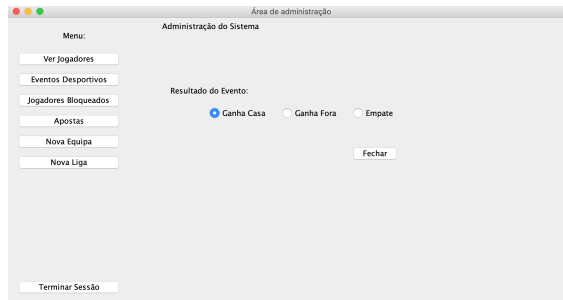 Área de administração
Administração do Sistema
Menu:
Ver Jogadores
Eventos Desportivos
Jogadores Bloqueados
Apostas
Nova Equipa
Nova Liga
Terminar Sessão
Resultado do Evento:
Ganha Casa Ganha Fora Empate
Fechar